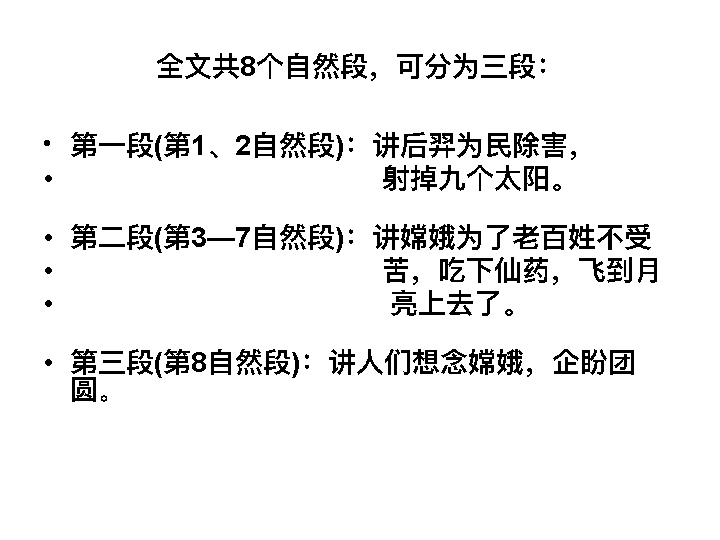 全文共8个自然段，可分为三段：
• 第一段(第1、2自然段)：讲后羿为民除害，
• 射掉九个太阳。
• 第二段(第3—7自然段)：讲嫦娥为了老百姓不受
• 苦，吃下仙药，飞到月
• 亮上去了。
• 第三段(第8自然段)：讲人们想念嫦娥，企盼团
圆。